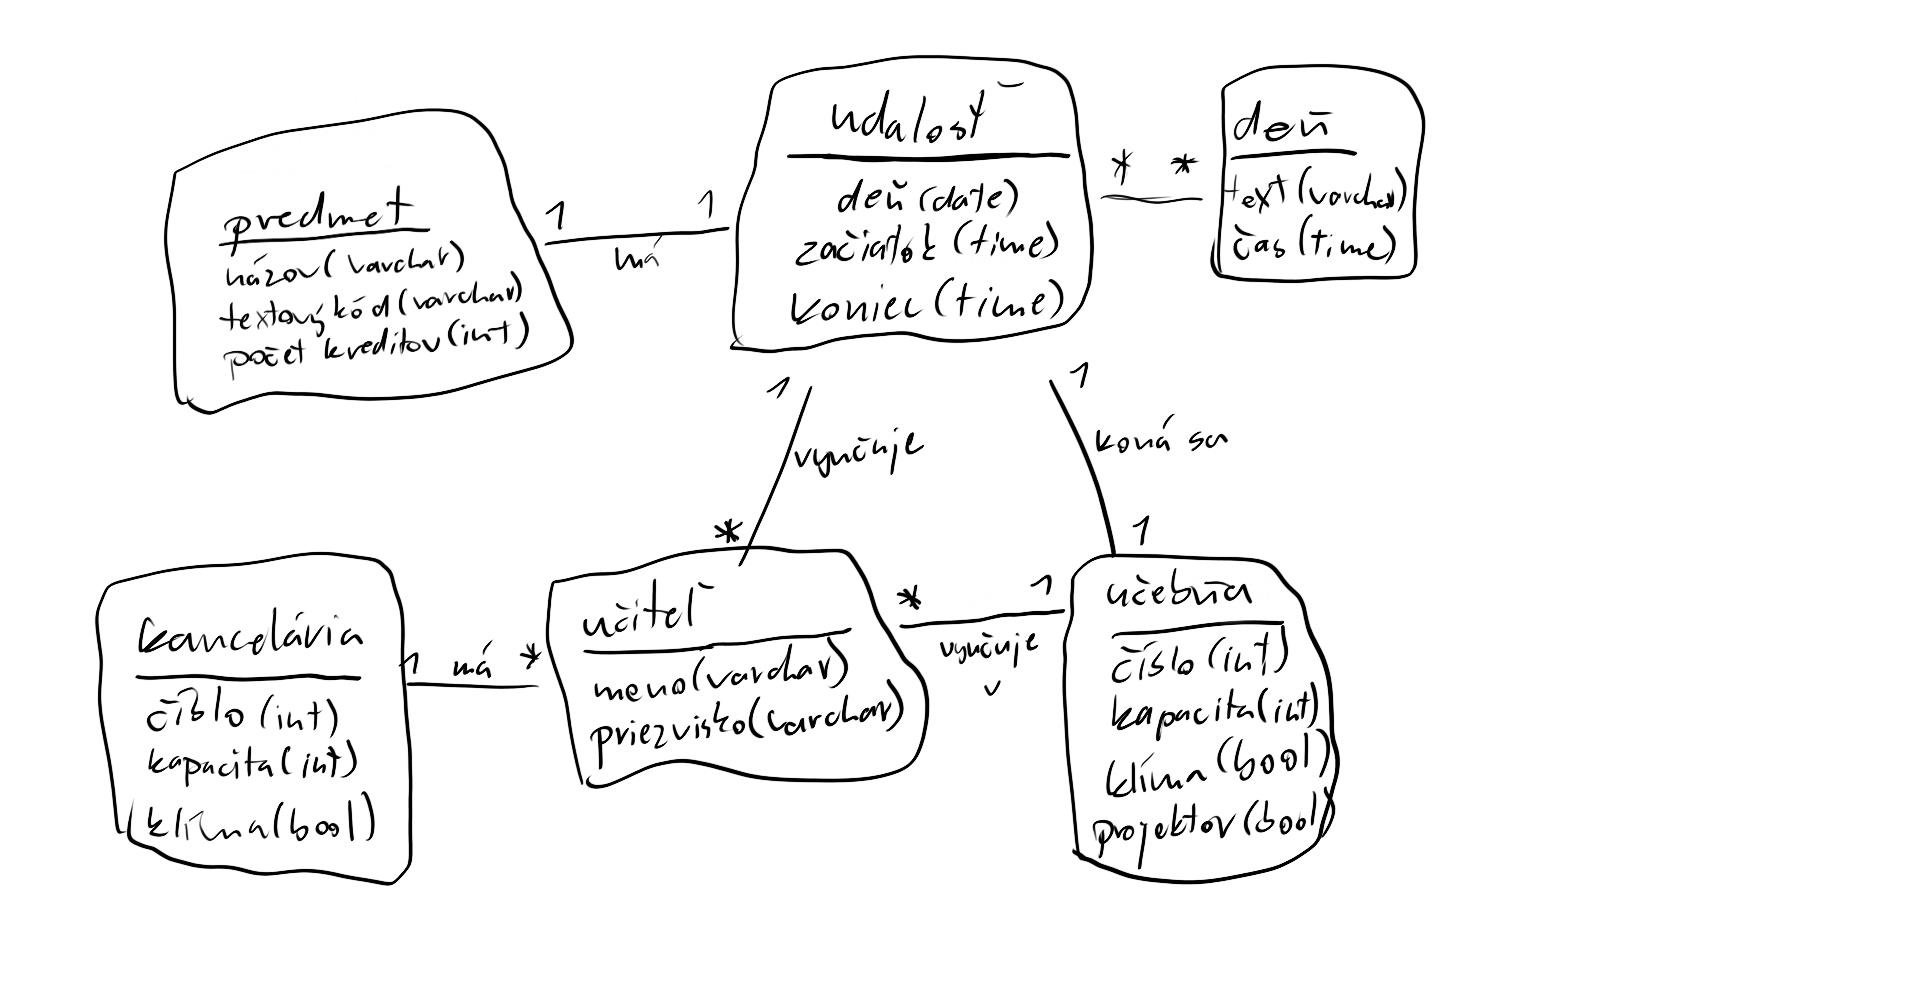 udalosť
deň (date)
začiatok (time)
koniec (time)
deň
text (varchar)
čas (time)
* *
predmet
názov (varchar)
textový kód (varchar)
počet kreditov (int)
1 1
má
1
vyučuje
*
1
koná sa
1
kancelária
číslo (int)
kapacita (int)
klíma (bool)
1 má *
učiteľ
meno (varchar)
priezvisko (varchar)
* 1
vyučuje
v
učebňa
číslo (int)
kapacita (int)
klíma (bool)
projektor (bool)